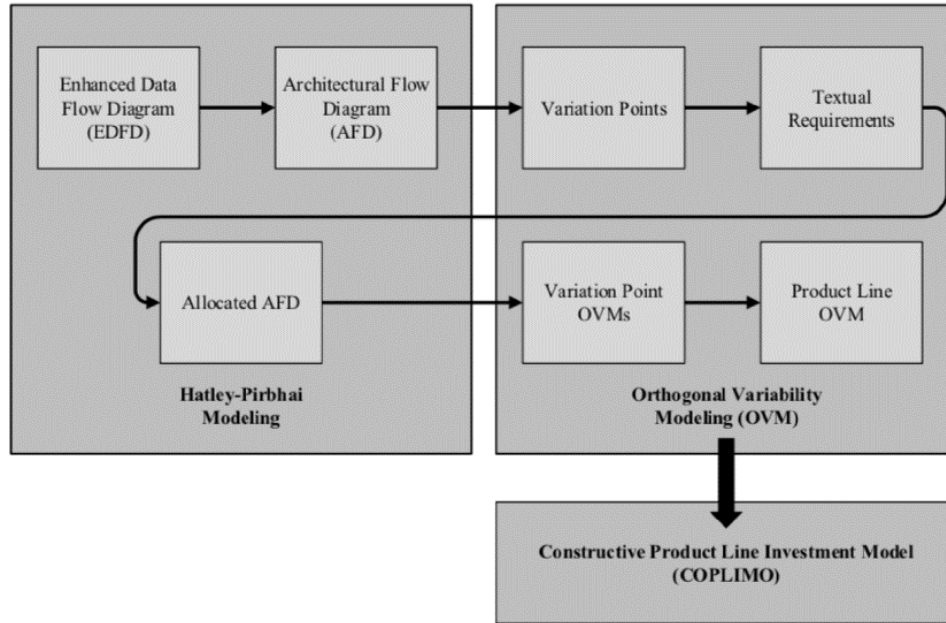 Enhanced Data
Flow Diagram
(EDFD)
Architectural Flow
Diagram
(AFD)
Variation Points
Textual
Requirements
Allocated AFD
Variation Point
OVMs
Product Line
OVM
Hatley-Pirbhai
Modeling
Orthogonal Variability
Modeling (OVM)
Constructive Product Line Investment Model
(COPLIMO)